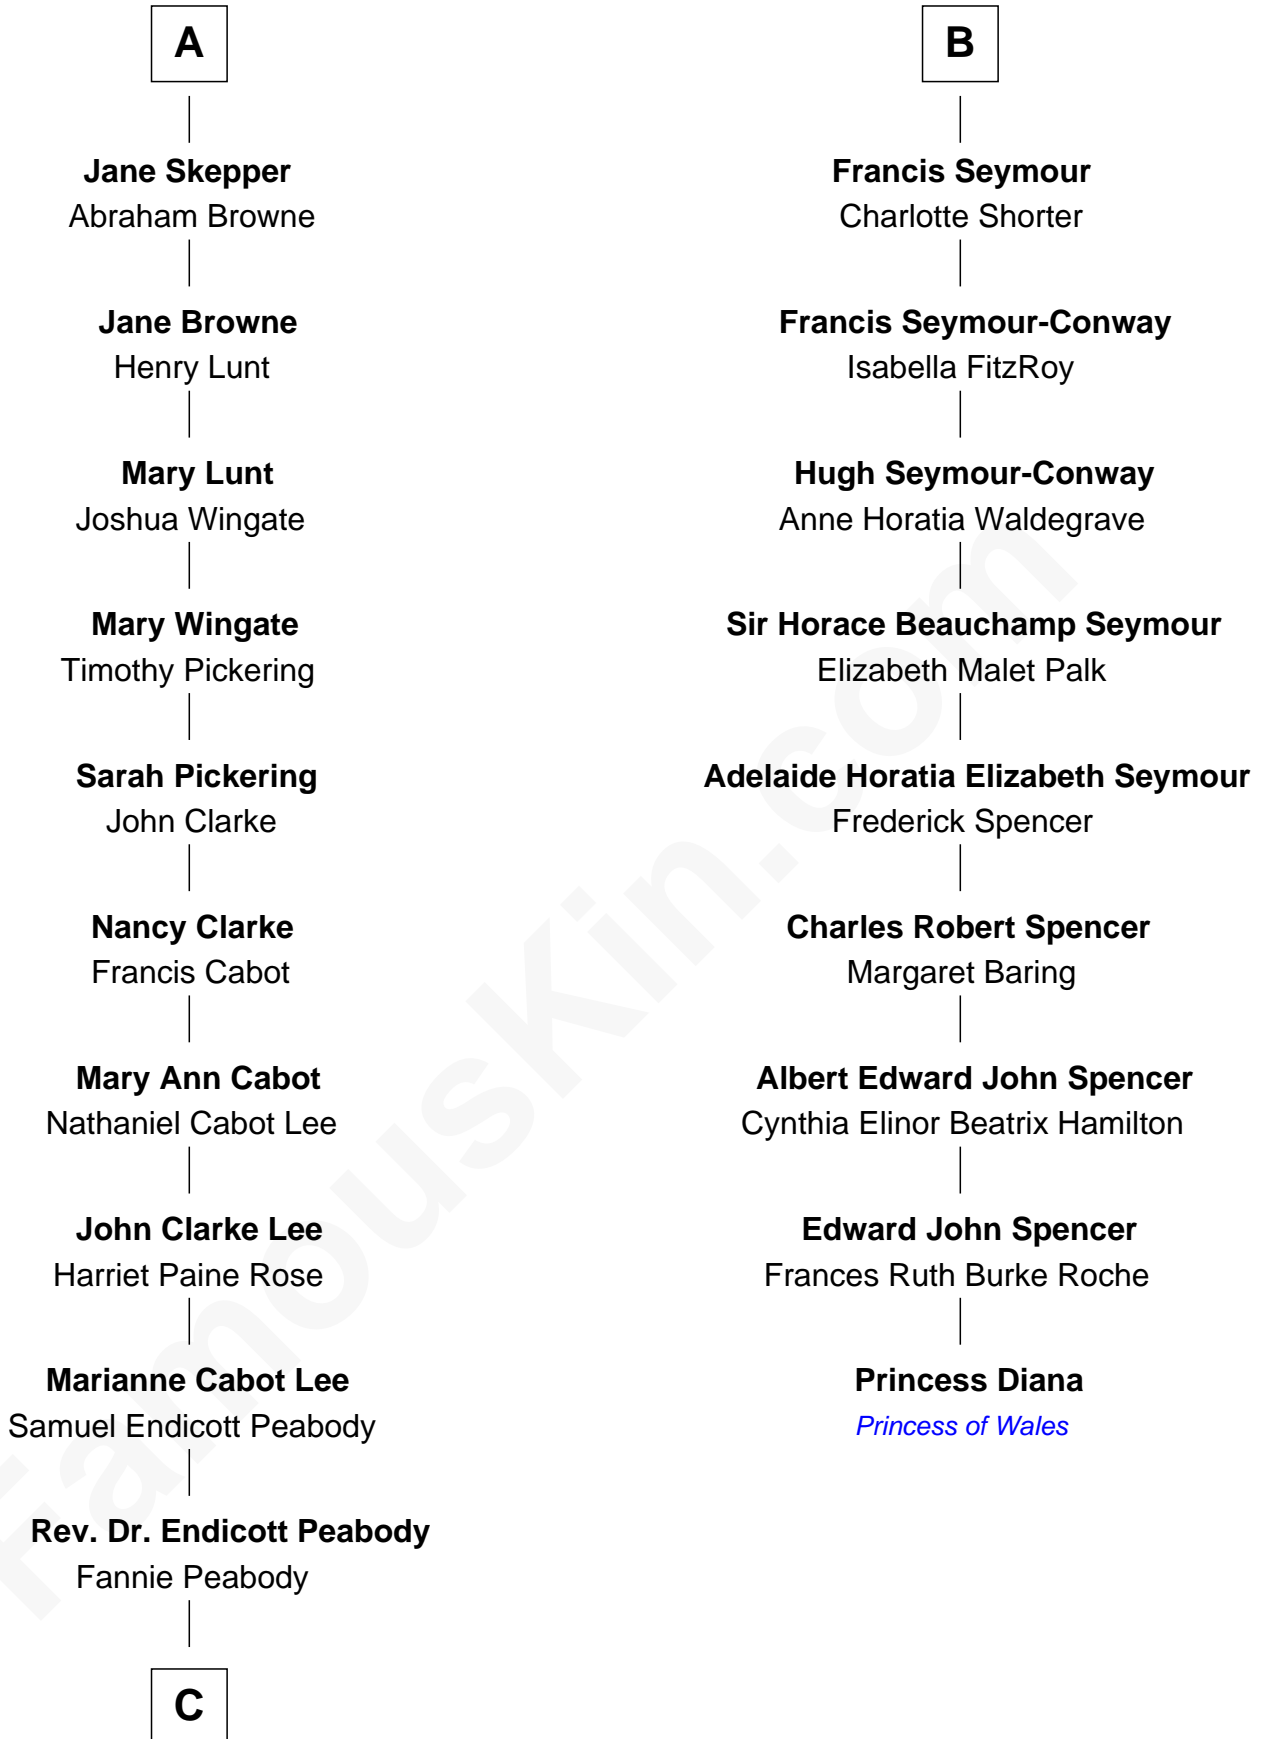 A
Jane Skepper
Abraham Browne
Jane Browne
Henry Lunt
Mary Lunt
Joshua Wingate
Mary Wingate
Timothy Pickering
Sarah Pickering
John Clarke
Nancy Clarke
Francis Cabot
Mary Ann Cabot
Nathaniel Cabot Lee
John Clarke Lee
Harriet Paine Rose
Marianne Cabot Lee
Samuel Endicott Peabody
Rev. Dr. Endicott Peabody
Fannie Peabody
C
B
Francis Seymour
Charlotte Shorter
Francis Seymour-Conway
Isabella FitzRoy
Hugh Seymour-Conway
Anne Horatia Waldegrave
Sir Horace Beauchamp Seymour
Elizabeth Malet Palk
Adelaide Horatia Elizabeth Seymour
Frederick Spencer
Charles Robert Spencer
Margaret Baring
Albert Edward John Spencer
Cynthia Elinor Beatrix Hamilton
Edward John Spencer
Frances Ruth Burke Roche
Princess Diana
Princess of Wales
FamousKin.com